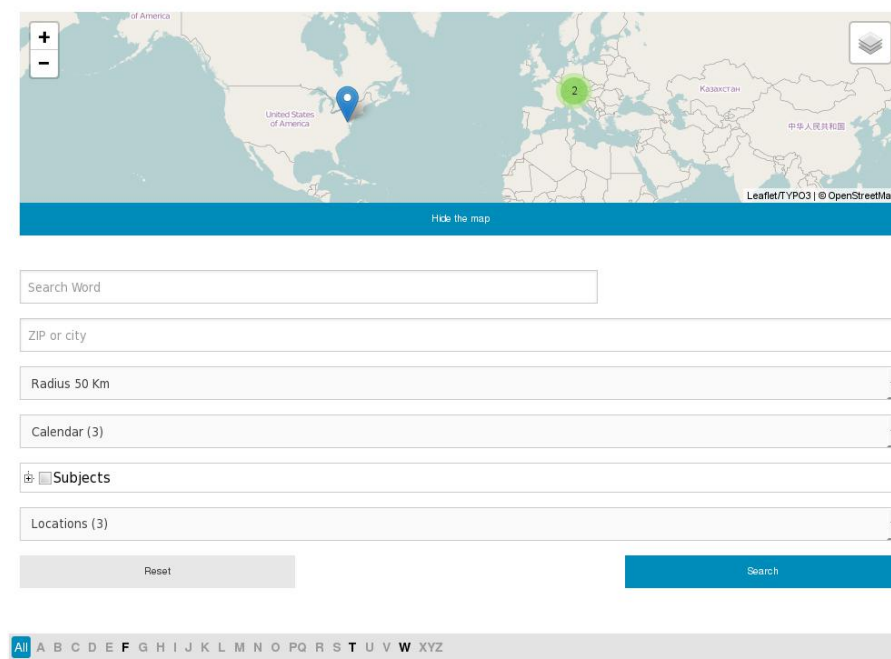 of America
+
−
2
Казахстан
United States
of America
中华人民共和国
Leaflet/TYPO3 | © OpenStreetMa
Hide the map
Search Word
ZIP or city
Radius 50 Km
Calendar (3)
Subjects
Locations (3)
Reset
Search
All A B C D E F G H I J K L M N O PQ R S T U V W XYZ